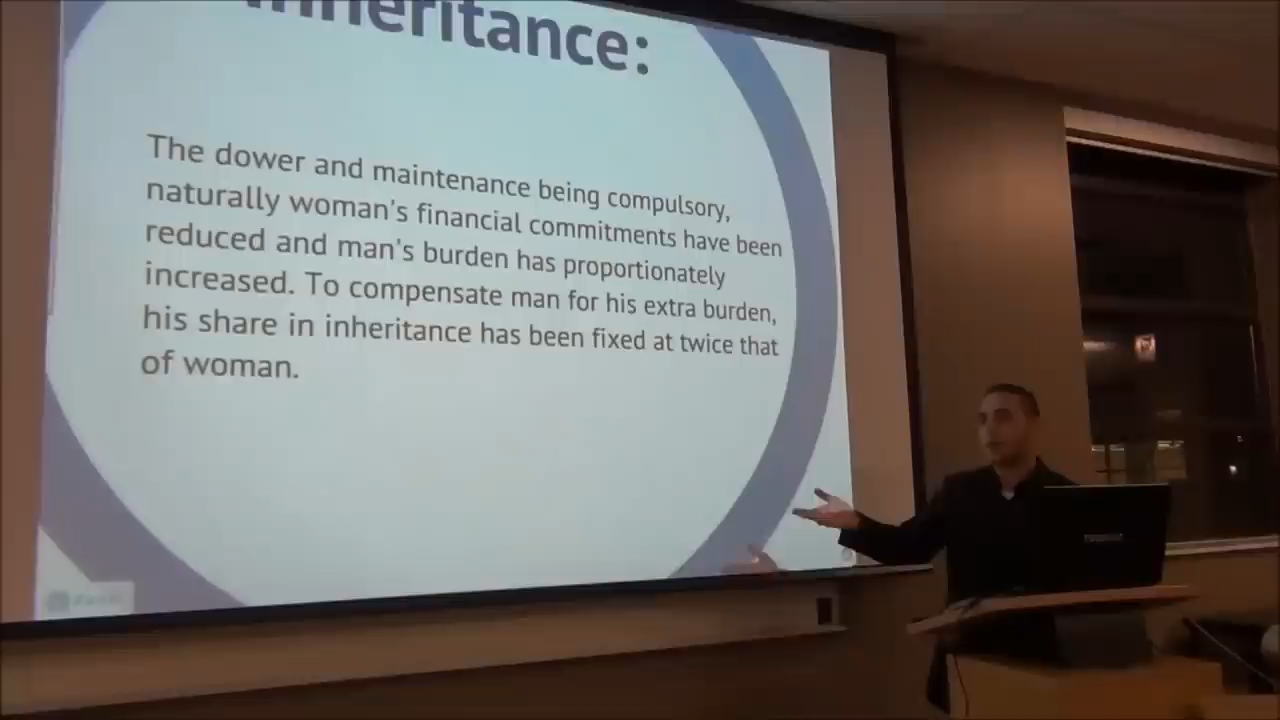 Inheritance:
The dower and maintenance being compulsory,
naturally woman's financial commitments have been
reduced and man's burden has proportionately
increased. To compensate man for his extra burden,
his share in inheritance has been fixed at twice that
of woman.
TOSHIBA